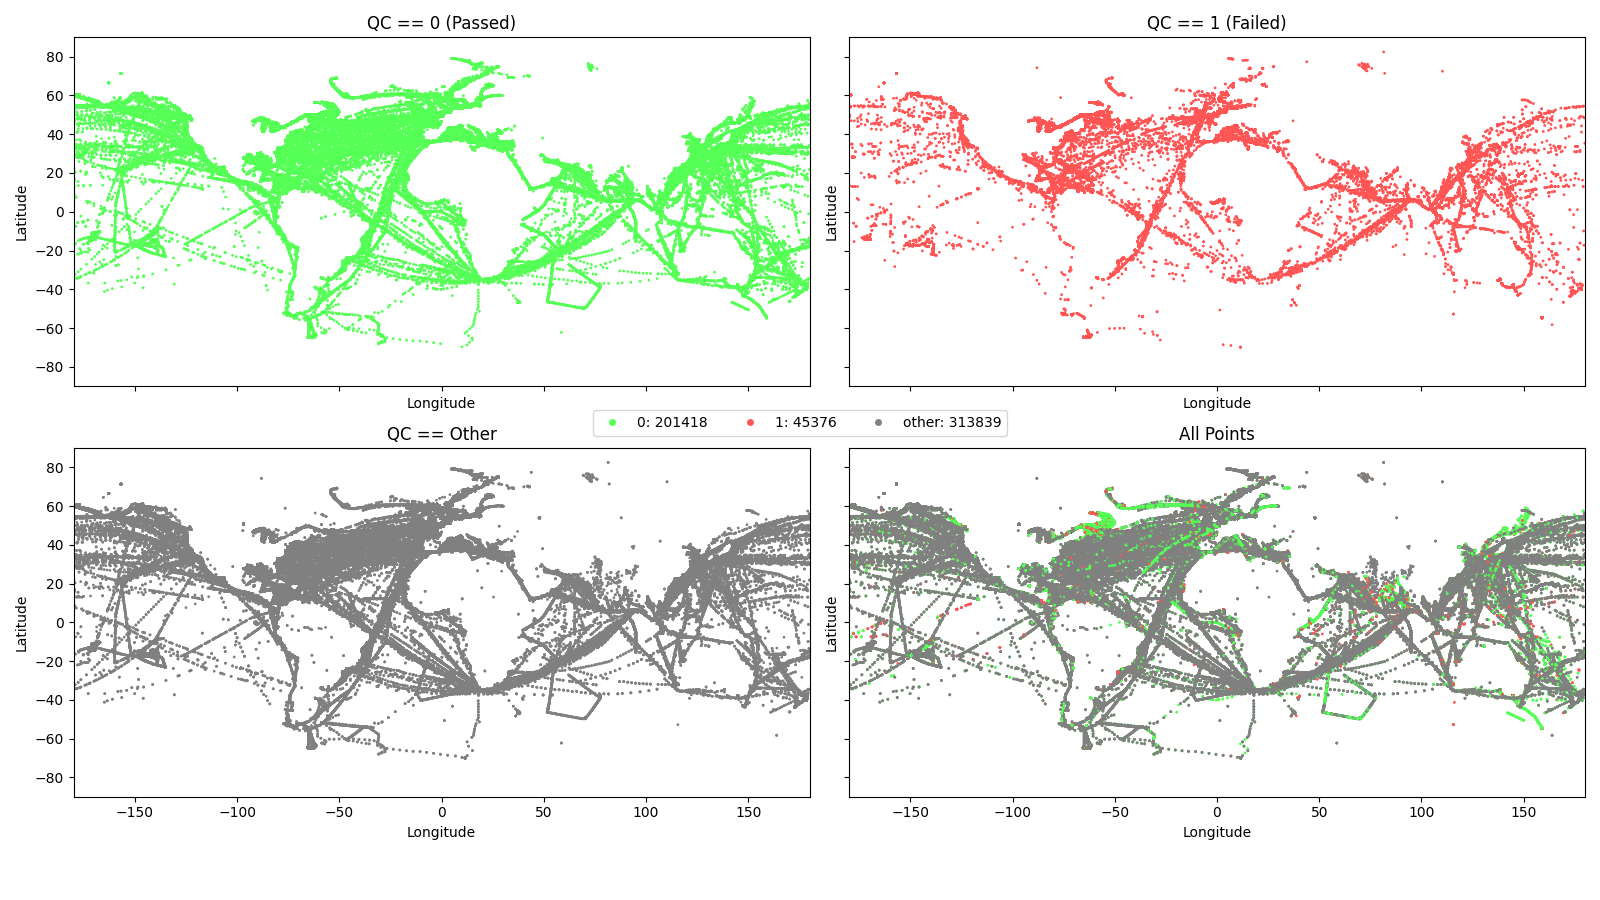 QC == 0 (Passed)
QC == 1 (Failed)
80
60
40
20
0
−20
−40
−60
−80
Latitude
Latitude
Longitude
Longitude
0: 201418 1: 45376 other: 313839
QC == Other
All Points
80
60
40
20
0
−20
−40
−60
−80
Latitude
Latitude
−150 −100 −50 0 50 100 150
−150 −100 −50 0 50 100 150
Longitude
Longitude